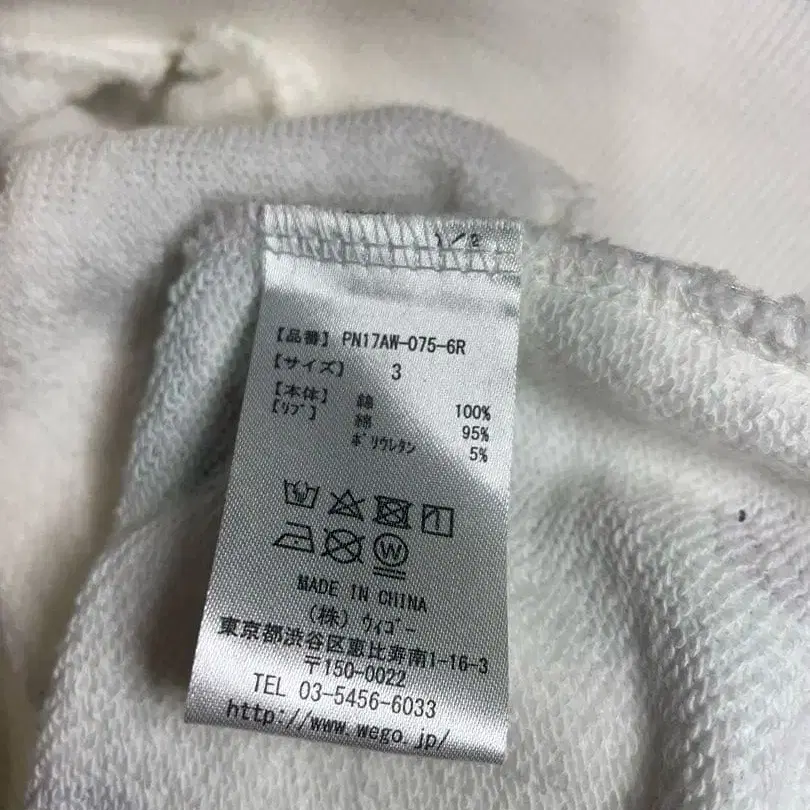 1/2
【品番】 PN17AW-075-6R
【サイズ】 3
【本体】 綿 100%
【リブ】 綿 95%
ポリウレタン 5%
MADE IN CHINA
(株) ウィゴー
東京都渋谷区恵比寿南1-16-3
〒150-0022
TEL 03-5456-6033
http://www.wego.jp/